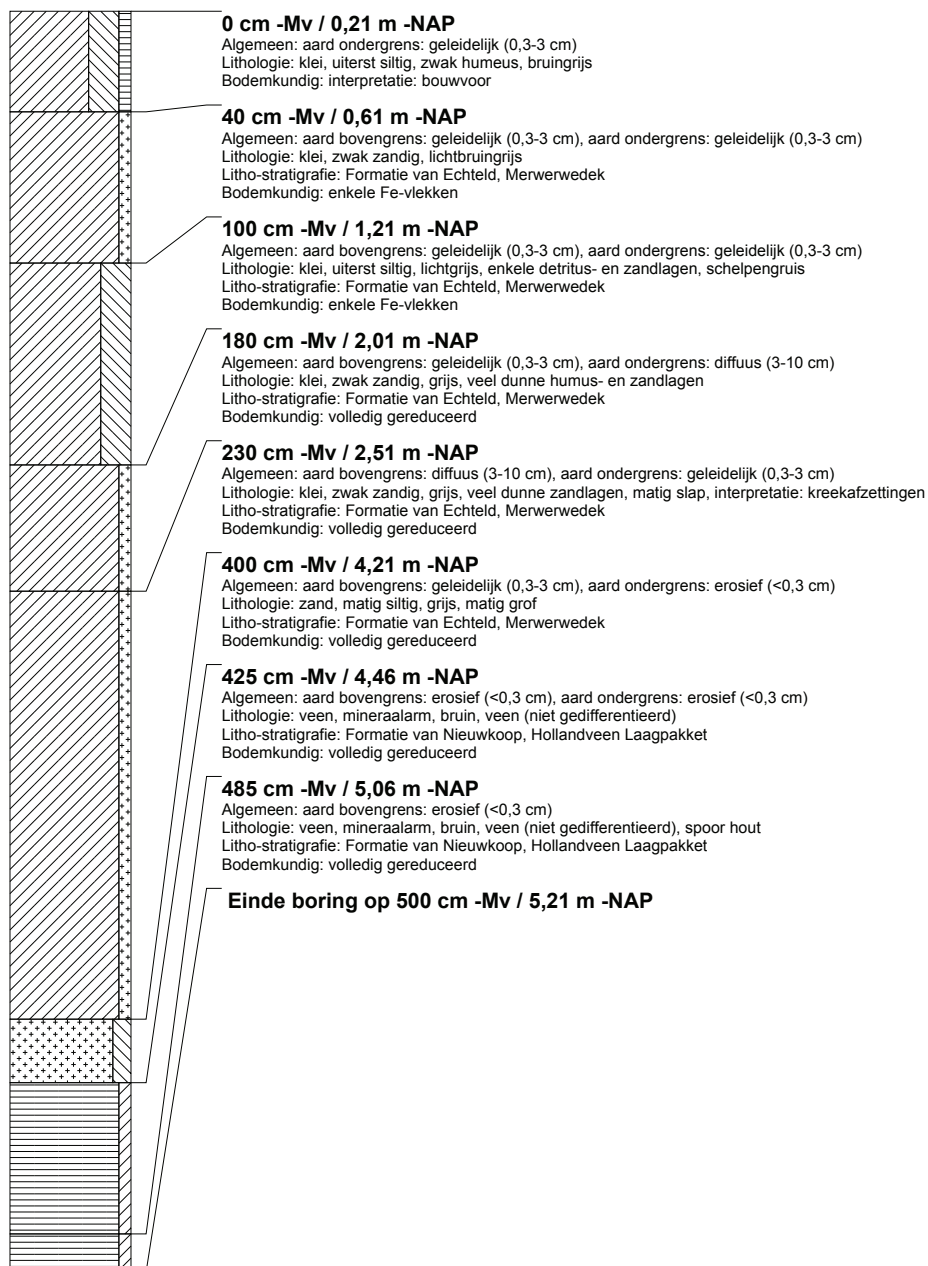 0 cm -Mv / 0,21 m -NAP
Algemeen: aard ondergrens: geleidelijk (0,3-3 cm)
Lithologie: klei, uiterst siltig, zwak humeus, bruingrijs
Bodemkundig: interpretatie: bouwvoor
40 cm -Mv / 0,61 m -NAP
Algemeen: aard bovengrens: geleidelijk (0,3-3 cm), aard ondergrens: geleidelijk (0,3-3 cm)
Lithologie: klei, zwak zandig, lichtbruingrijs
Litho-stratigrafie: Formatie van Echteld, Merwerwedek
Bodemkundig: enkele Fe-vlekken
100 cm -Mv / 1,21 m -NAP
Algemeen: aard bovengrens: geleidelijk (0,3-3 cm), aard ondergrens: geleidelijk (0,3-3 cm)
Lithologie: klei, uiterst siltig, lichtgrijs, enkele detritus- en zandlagen, schelpengruis
Litho-stratigrafie: Formatie van Echteld, Merwerwedek
Bodemkundig: enkele Fe-vlekken
180 cm -Mv / 2,01 m -NAP
Algemeen: aard bovengrens: geleidelijk (0,3-3 cm), aard ondergrens: diffuus (3-10 cm)
Lithologie: klei, zwak zandig, grijs, veel dunne humus- en zandlagen
Litho-stratigrafie: Formatie van Echteld, Merwerwedek
Bodemkundig: volledig gereduceerd
230 cm -Mv / 2,51 m -NAP
Algemeen: aard bovengrens: diffuus (3-10 cm), aard ondergrens: geleidelijk (0,3-3 cm)
Lithologie: klei, zwak zandig, grijs, veel dunne zandlagen, matig slap, interpretatie: kreekafzettingen
Litho-stratigrafie: Formatie van Echteld, Merwerwedek
Bodemkundig: volledig gereduceerd
400 cm -Mv / 4,21 m -NAP
Algemeen: aard bovengrens: geleidelijk (0,3-3 cm), aard ondergrens: erosief (<0,3 cm)
Lithologie: zand, matig siltig, grijs, matig grof
Litho-stratigrafie: Formatie van Echteld, Merwerwedek
Bodemkundig: volledig gereduceerd
425 cm -Mv / 4,46 m -NAP
Algemeen: aard bovengrens: erosief (<0,3 cm), aard ondergrens: erosief (<0,3 cm)
Lithologie: veen, mineraalarm, bruin, veen (niet gedifferentieerd)
Litho-stratigrafie: Formatie van Nieuwkoop, Hollandveen Laagpakket
Bodemkundig: volledig gereduceerd
485 cm -Mv / 5,06 m -NAP
Algemeen: aard bovengrens: erosief (<0,3 cm)
Lithologie: veen, mineraalarm, bruin, veen (niet gedifferentieerd), spoor hout
Litho-stratigrafie: Formatie van Nieuwkoop, Hollandveen Laagpakket
Bodemkundig: volledig gereduceerd
Einde boring op 500 cm -Mv / 5,21 m -NAP